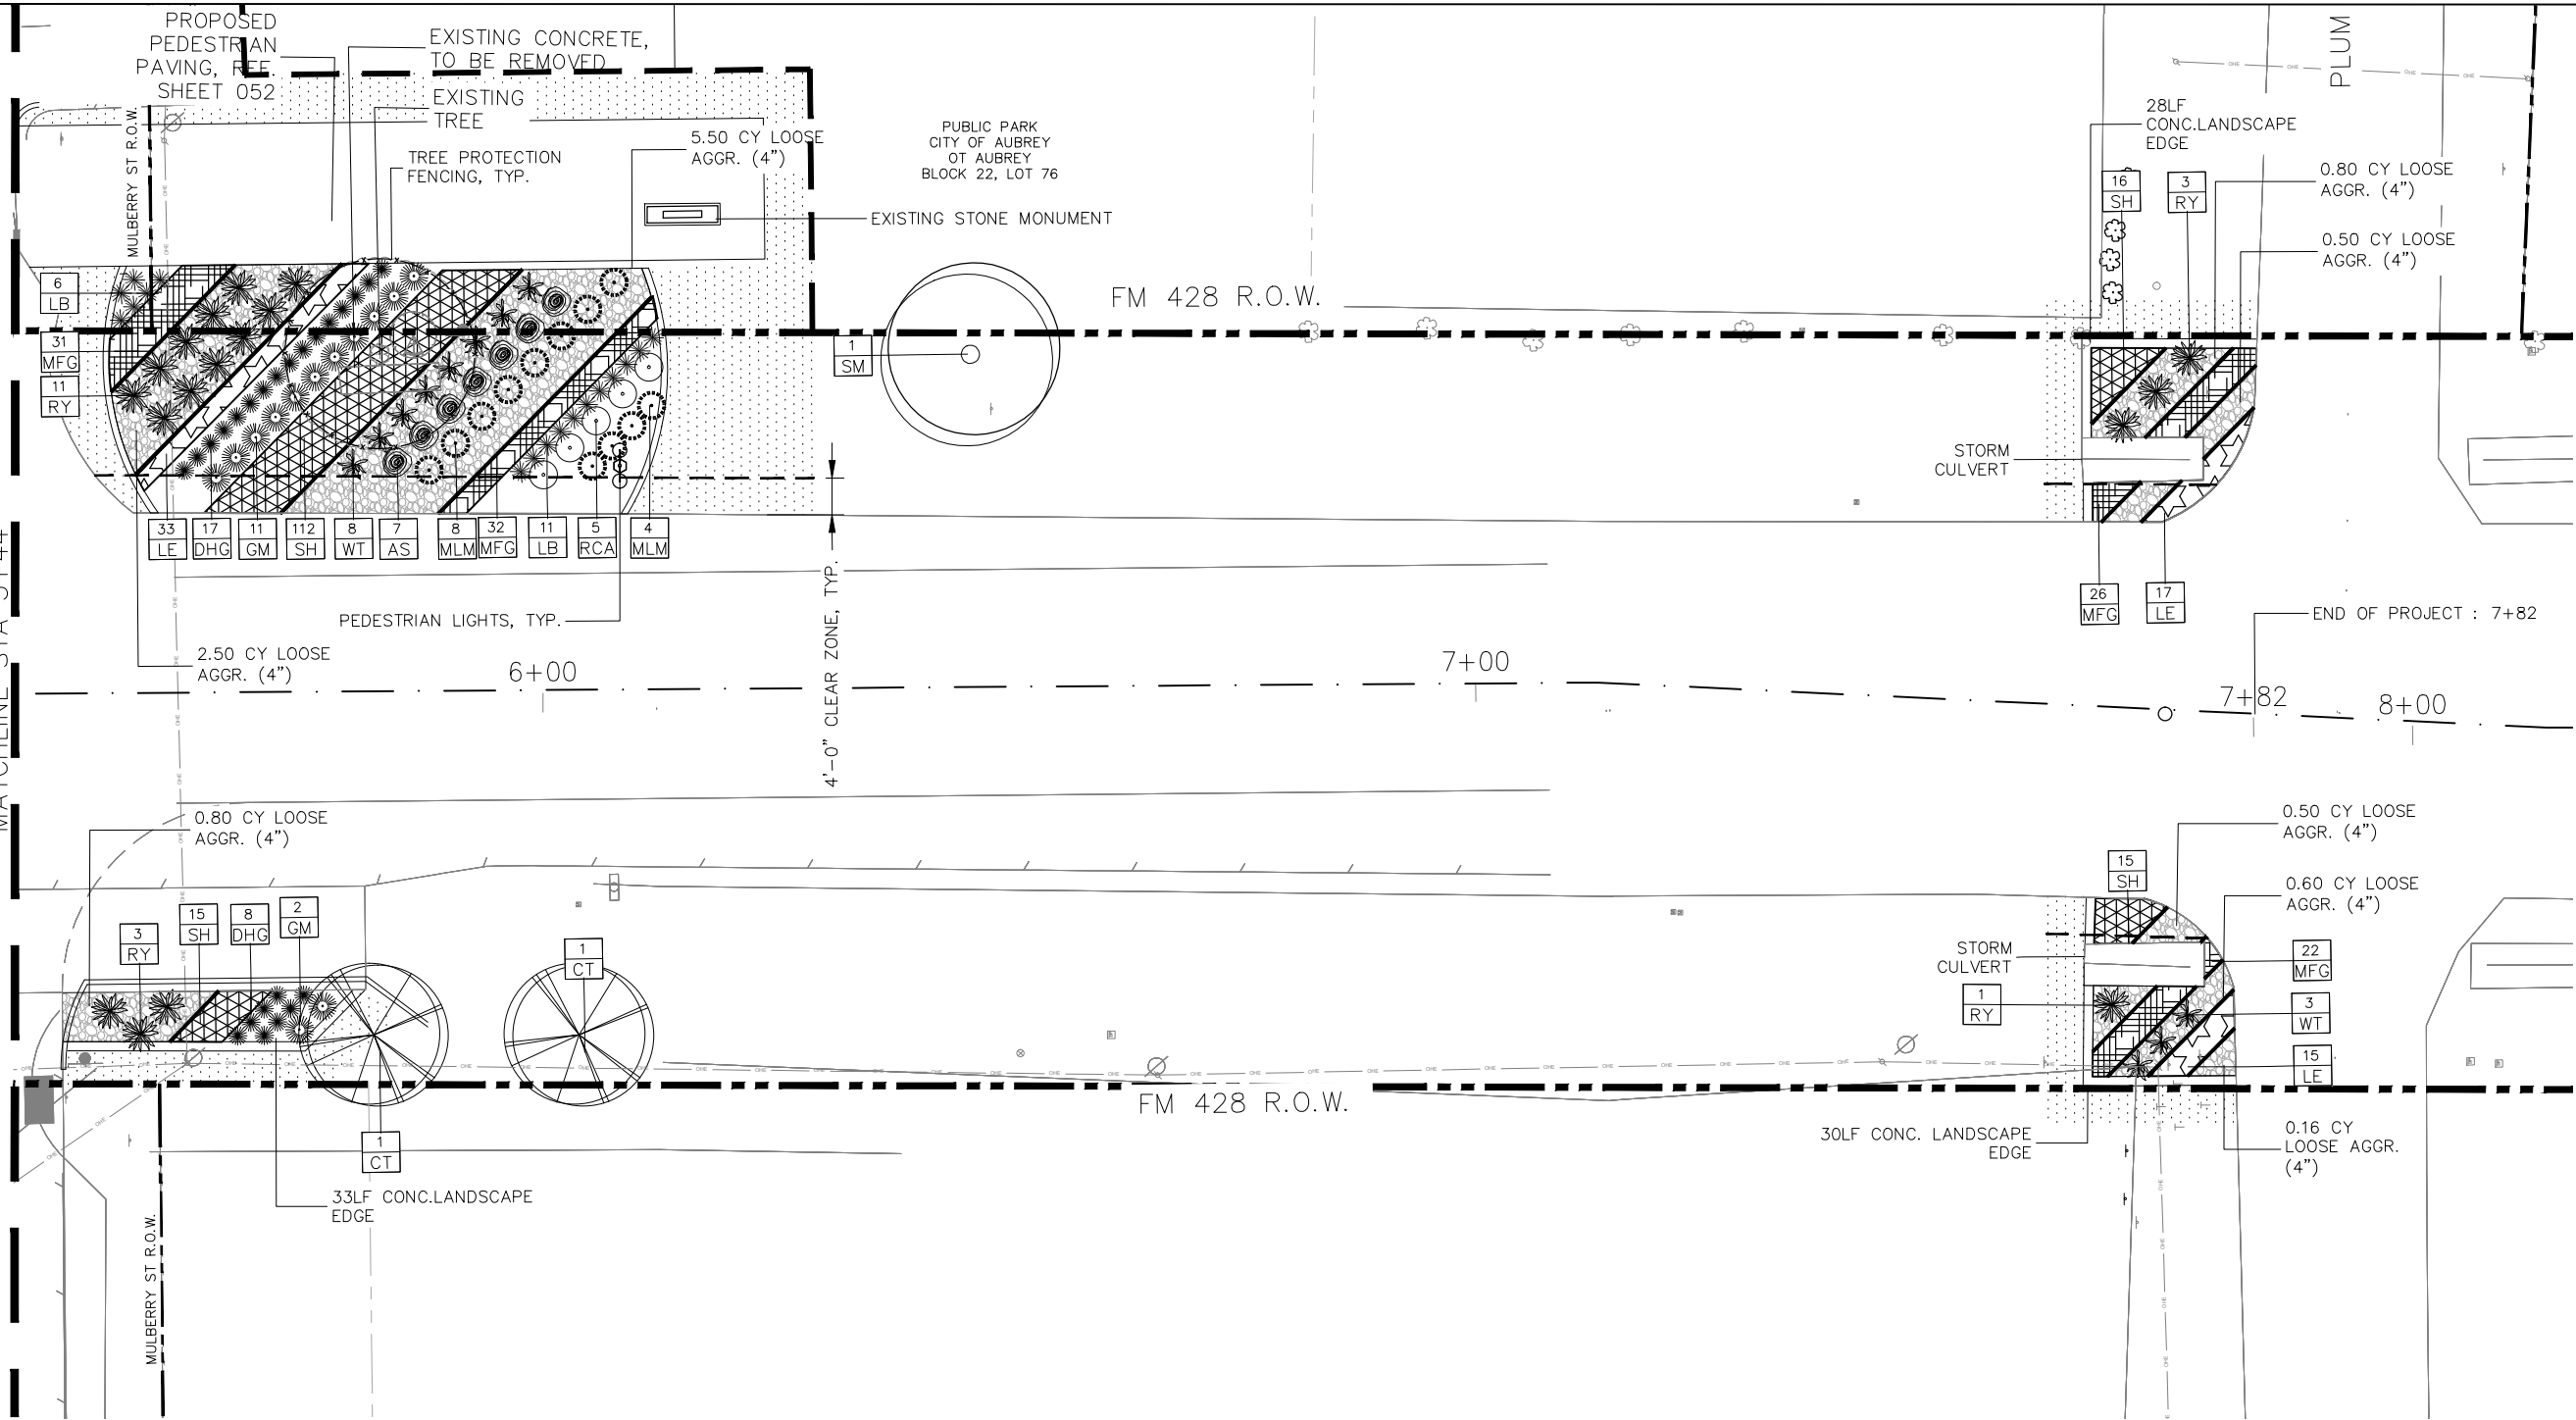 PROPOSED
PEDESTRIAN
PAVING, REF.
SHEET 052
EXISTING CONCRETE,
TO BE REMOVED
EXISTING
TREE
TREE PROTECTION
FENCING, TYP.
5.50 CY LOOSE
AGGR. (4")
PUBLIC PARK
CITY OF AUBREY
OT AUBREY
BLOCK 22, LOT 76
EXISTING STONE MONUMENT
MULBERRY ST R.O.W.
FM 428 R.O.W.
PLUM
28LF
CONC.LANDSCAPE
EDGE
0.80 CY LOOSE
AGGR. (4")
0.50 CY LOOSE
AGGR. (4")
16
SH
3
RY
6
LB
31
MFG
11
RY
1
SM
STORM
CULVERT
33
LE
17
DHG
11
GM
112
SH
8
WT
7
AS
8
MLM
32
MFG
11
LB
5
RCA
4
MLM
26
MFG
17
LE
PEDESTRIAN LIGHTS, TYP.
4'-0" CLEAR ZONE, TYP.
END OF PROJECT : 7+82
2.50 CY LOOSE
AGGR. (4")
6+00
7+00
7+82
8+00
MATCHLINE STA
0.80 CY LOOSE
AGGR. (4")
0.50 CY LOOSE
AGGR. (4")
15
SH
0.60 CY LOOSE
AGGR. (4")
3
RY
15
SH
8
DHG
2
GM
1
CT
STORM
CULVERT
22
MFG
1
RY
3
WT
15
LE
FM 428 R.O.W.
1
CT
30LF CONC. LANDSCAPE
EDGE
0.16 CY
LOOSE AGGR.
(4")
33LF CONC.LANDSCAPE
EDGE
MULBERRY ST R.O.W.